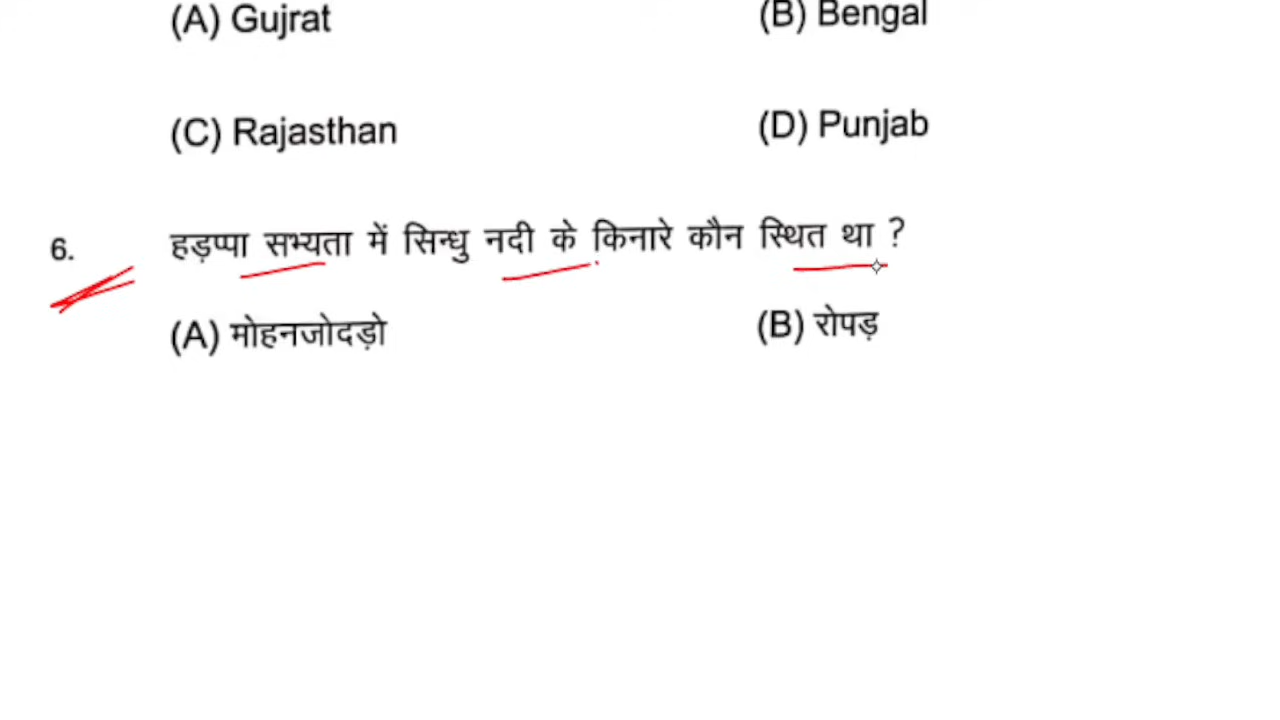 (A) Gujrat (B) Bengal
(C) Rajasthan (D) Punjab
6. हड़प्पा सभ्यता में सिन्धु नदी के किनारे कौन स्थित था ?
(A) मोहनजोदड़ो (B) रोपड़